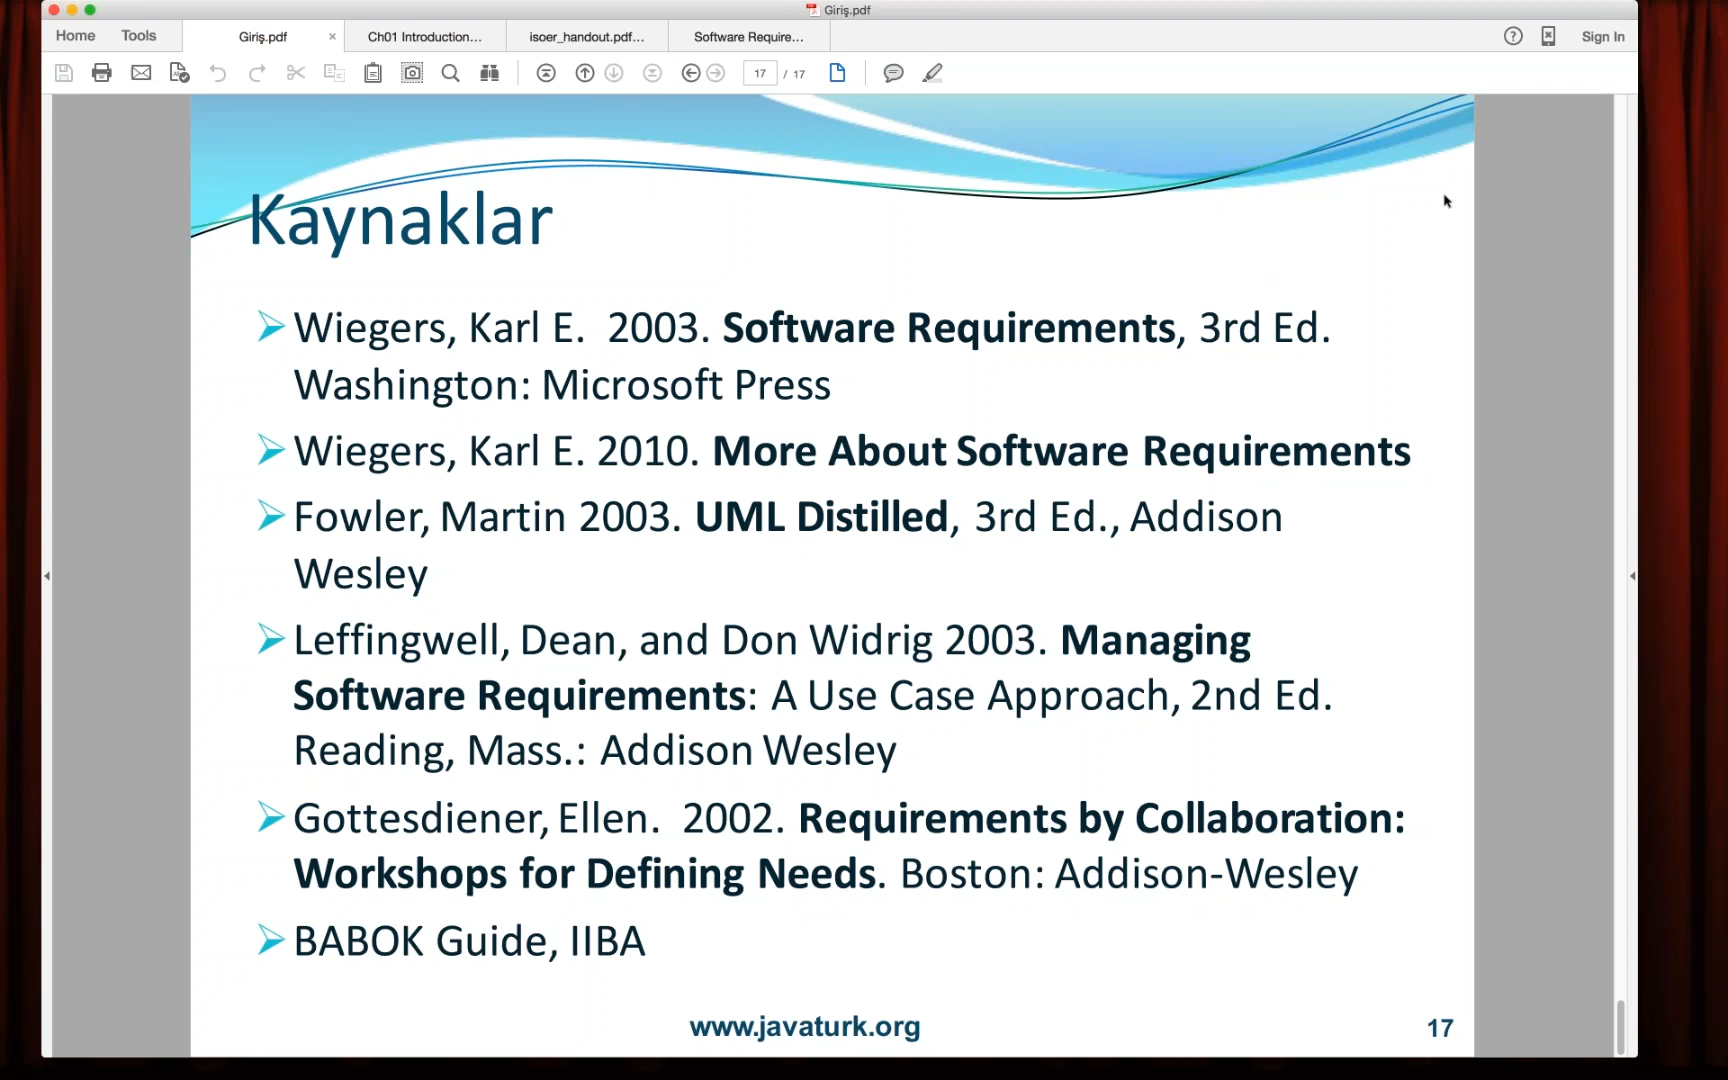 Giriş.pdf
Home Tools Giriş.pdf × Ch01 Introduction... isoer_handout.pdf... Software Require... Sign In
17 / 17
Kaynaklar
Wiegers, Karl E. 2003. Software Requirements, 3rd Ed.
Washington: Microsoft Press
Wiegers, Karl E. 2010. More About Software Requirements
Fowler, Martin 2003. UML Distilled, 3rd Ed., Addison
Wesley
Leffingwell, Dean, and Don Widrig 2003. Managing
Software Requirements: A Use Case Approach, 2nd Ed.
Reading, Mass.: Addison Wesley
Gottesdiener, Ellen. 2002. Requirements by Collaboration:
Workshops for Defining Needs. Boston: Addison-Wesley
BABOK Guide, IIBA
www.javaturk.org
17